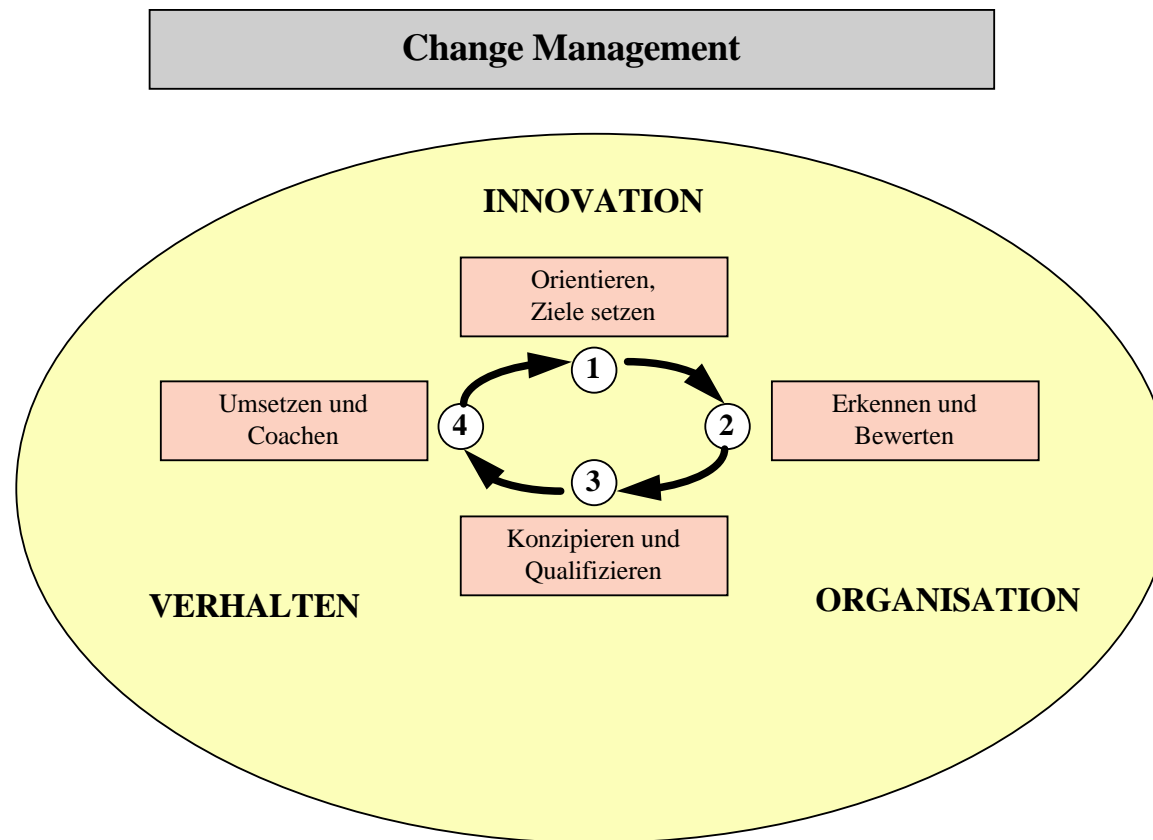 Change Management
INNOVATION
Orientieren,
Ziele setzen
1
Umsetzen und
Coachen
4
2
Erkennen und
Bewerten
3
Konzipieren und
Qualifizieren
VERHALTEN
ORGANISATION